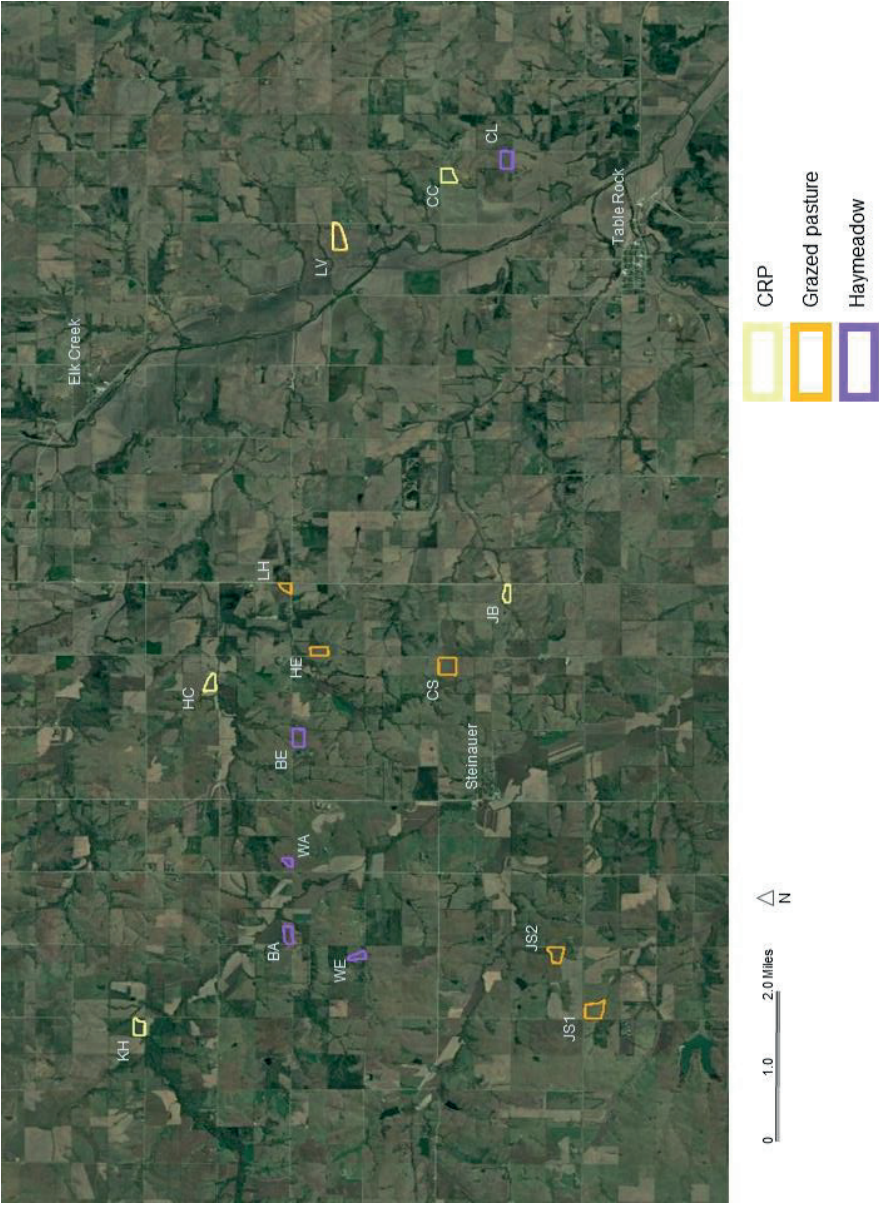 Elk Creek
KH
HC
LH
BA
BE
HE
WA
LV
WE
CS
CC
Steinauer
CL
JB
JS2
JS1
Table Rock
0 1.0 2.0 Miles
N
CRP
Grazed pasture
Haymeadow